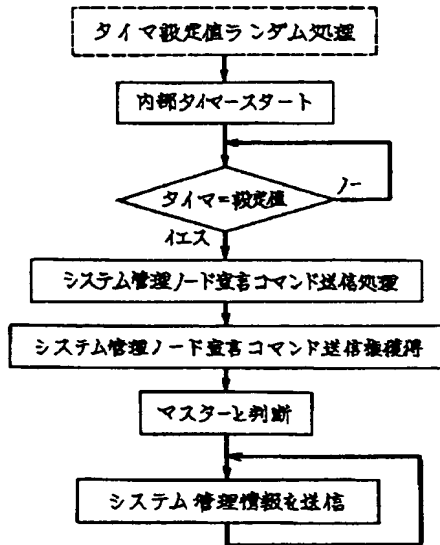 タイマ設定値ランダム処理
内部タイマースタート
タイマ=設定値
ノー
イエス
システム管理ノード宣言コマンド送信処理
システム管理ノード宣言コマンド送信権獲得
マスターと判断
システム管理情報を送信